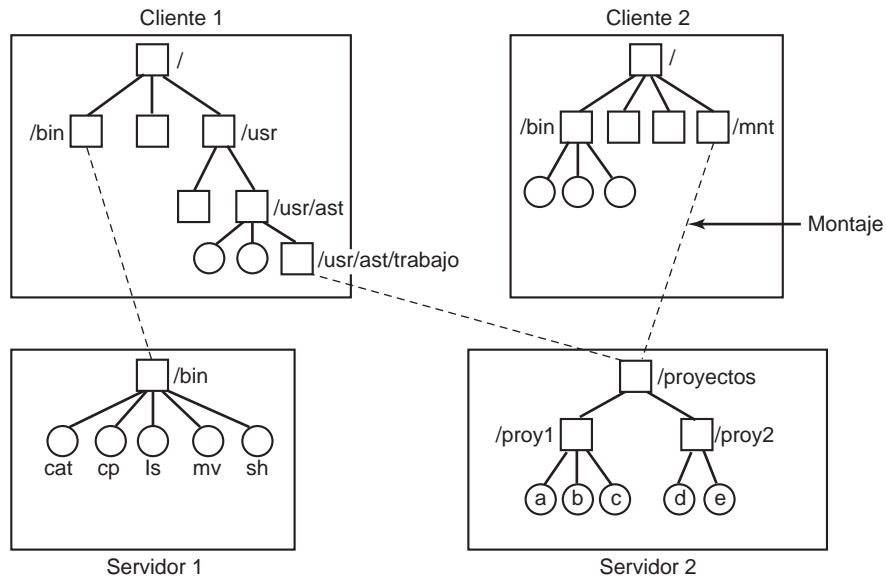 Cliente 1
Cliente 2
/
/
/bin
/usr
/bin
/mnt
/usr/ast
Montaje
/usr/ast/trabajo
/bin
/proyectos
/proy1
/proy2
cat
cp
ls
mv
sh
a
b
c
d
e
Servidor 1
Servidor 2